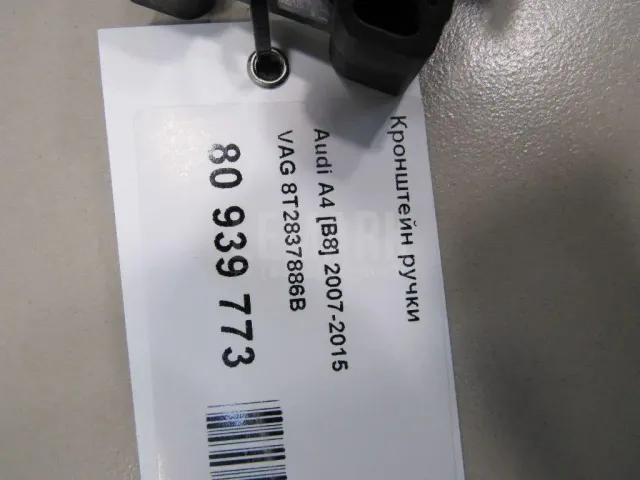 Кронштейн ручки
Audi A4 [B8] 2007-2015
VAG 8T2837886B
80 939 773